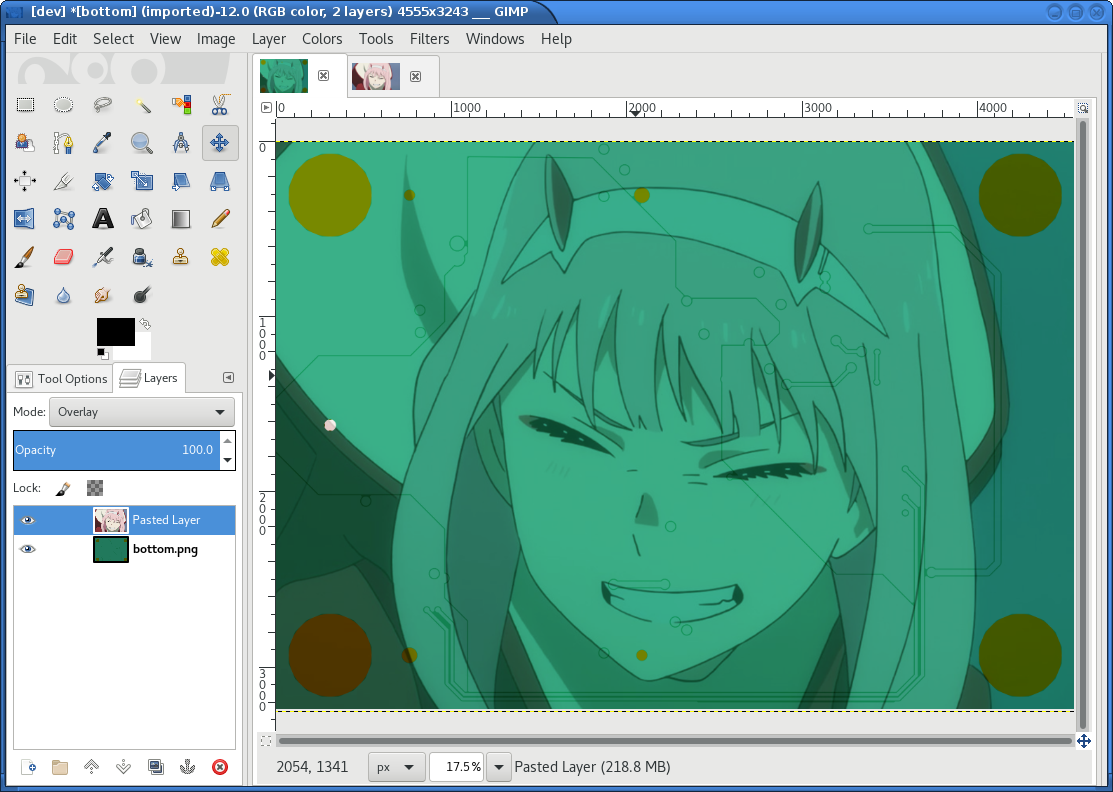 [dev] *[bottom] (imported)-12.0 (RGB color, 2 layers) 4555x3243 ___ GIMP
File Edit Select View Image Layer Colors Tools Filters Windows Help
0 1000 2000 3000 4000
0
1000
2000
3000
Tool Options Layers
Mode: Overlay
Opacity 100.0
Lock:
Pasted Layer
bottom.png
2054, 1341 px 17.5% Pasted Layer (218.8 MB)